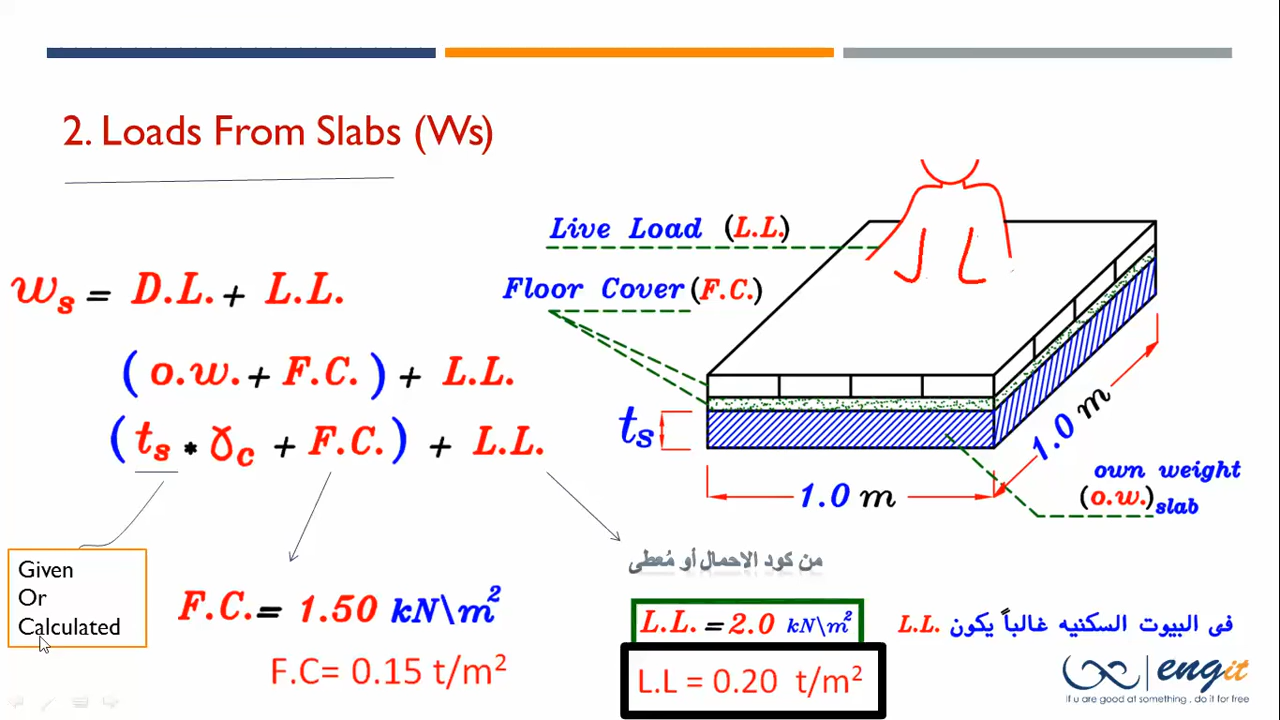 2. Loads From Slabs (Ws)
Live Load (L.L.)
Floor Cover (F.C.)
ws = D.L. + L.L.
(o.w. + F.C.) + L.L.
(ts * ɣc + F.C.) + L.L.
ts
1.0 m
1.0 m
own weight
(o.w.)slab
Given
Or
Calculated
F.C. = 1.50 kN\m²
F.C= 0.15 t/m²
من كود الاحمال أو مُعطى
L.L. = 2.0 kN\m²
L.L = 0.20 t/m²
فى البيوت السكنيه غالباً يكون L.L.
engit
if u are good at something , do it for free